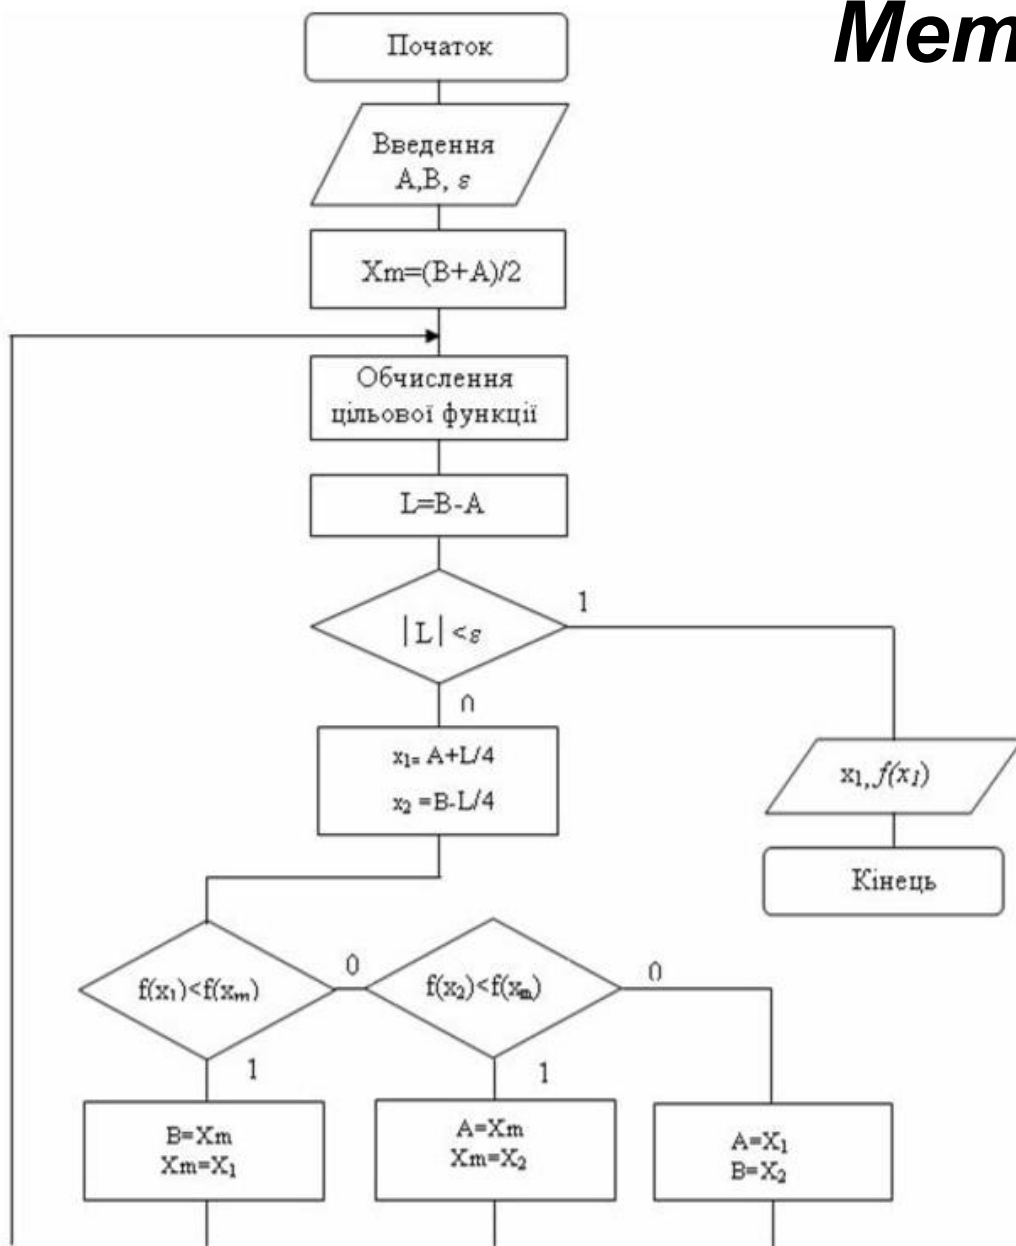 Мет
Початок
Введення
A,B, ε
Xm=(B+A)/2
Обчислення
цільової функції
L=B-A
|L| <ε
1
0
x1= A+L/4
x2 =B-L/4
x1, f(x1)
Кінець
f(x1)<f(xm)
0
f(x2)<f(xm)
0
1
1
B=Xm
Xm=X1
A=Xm
Xm=X2
A=X1
B=X2